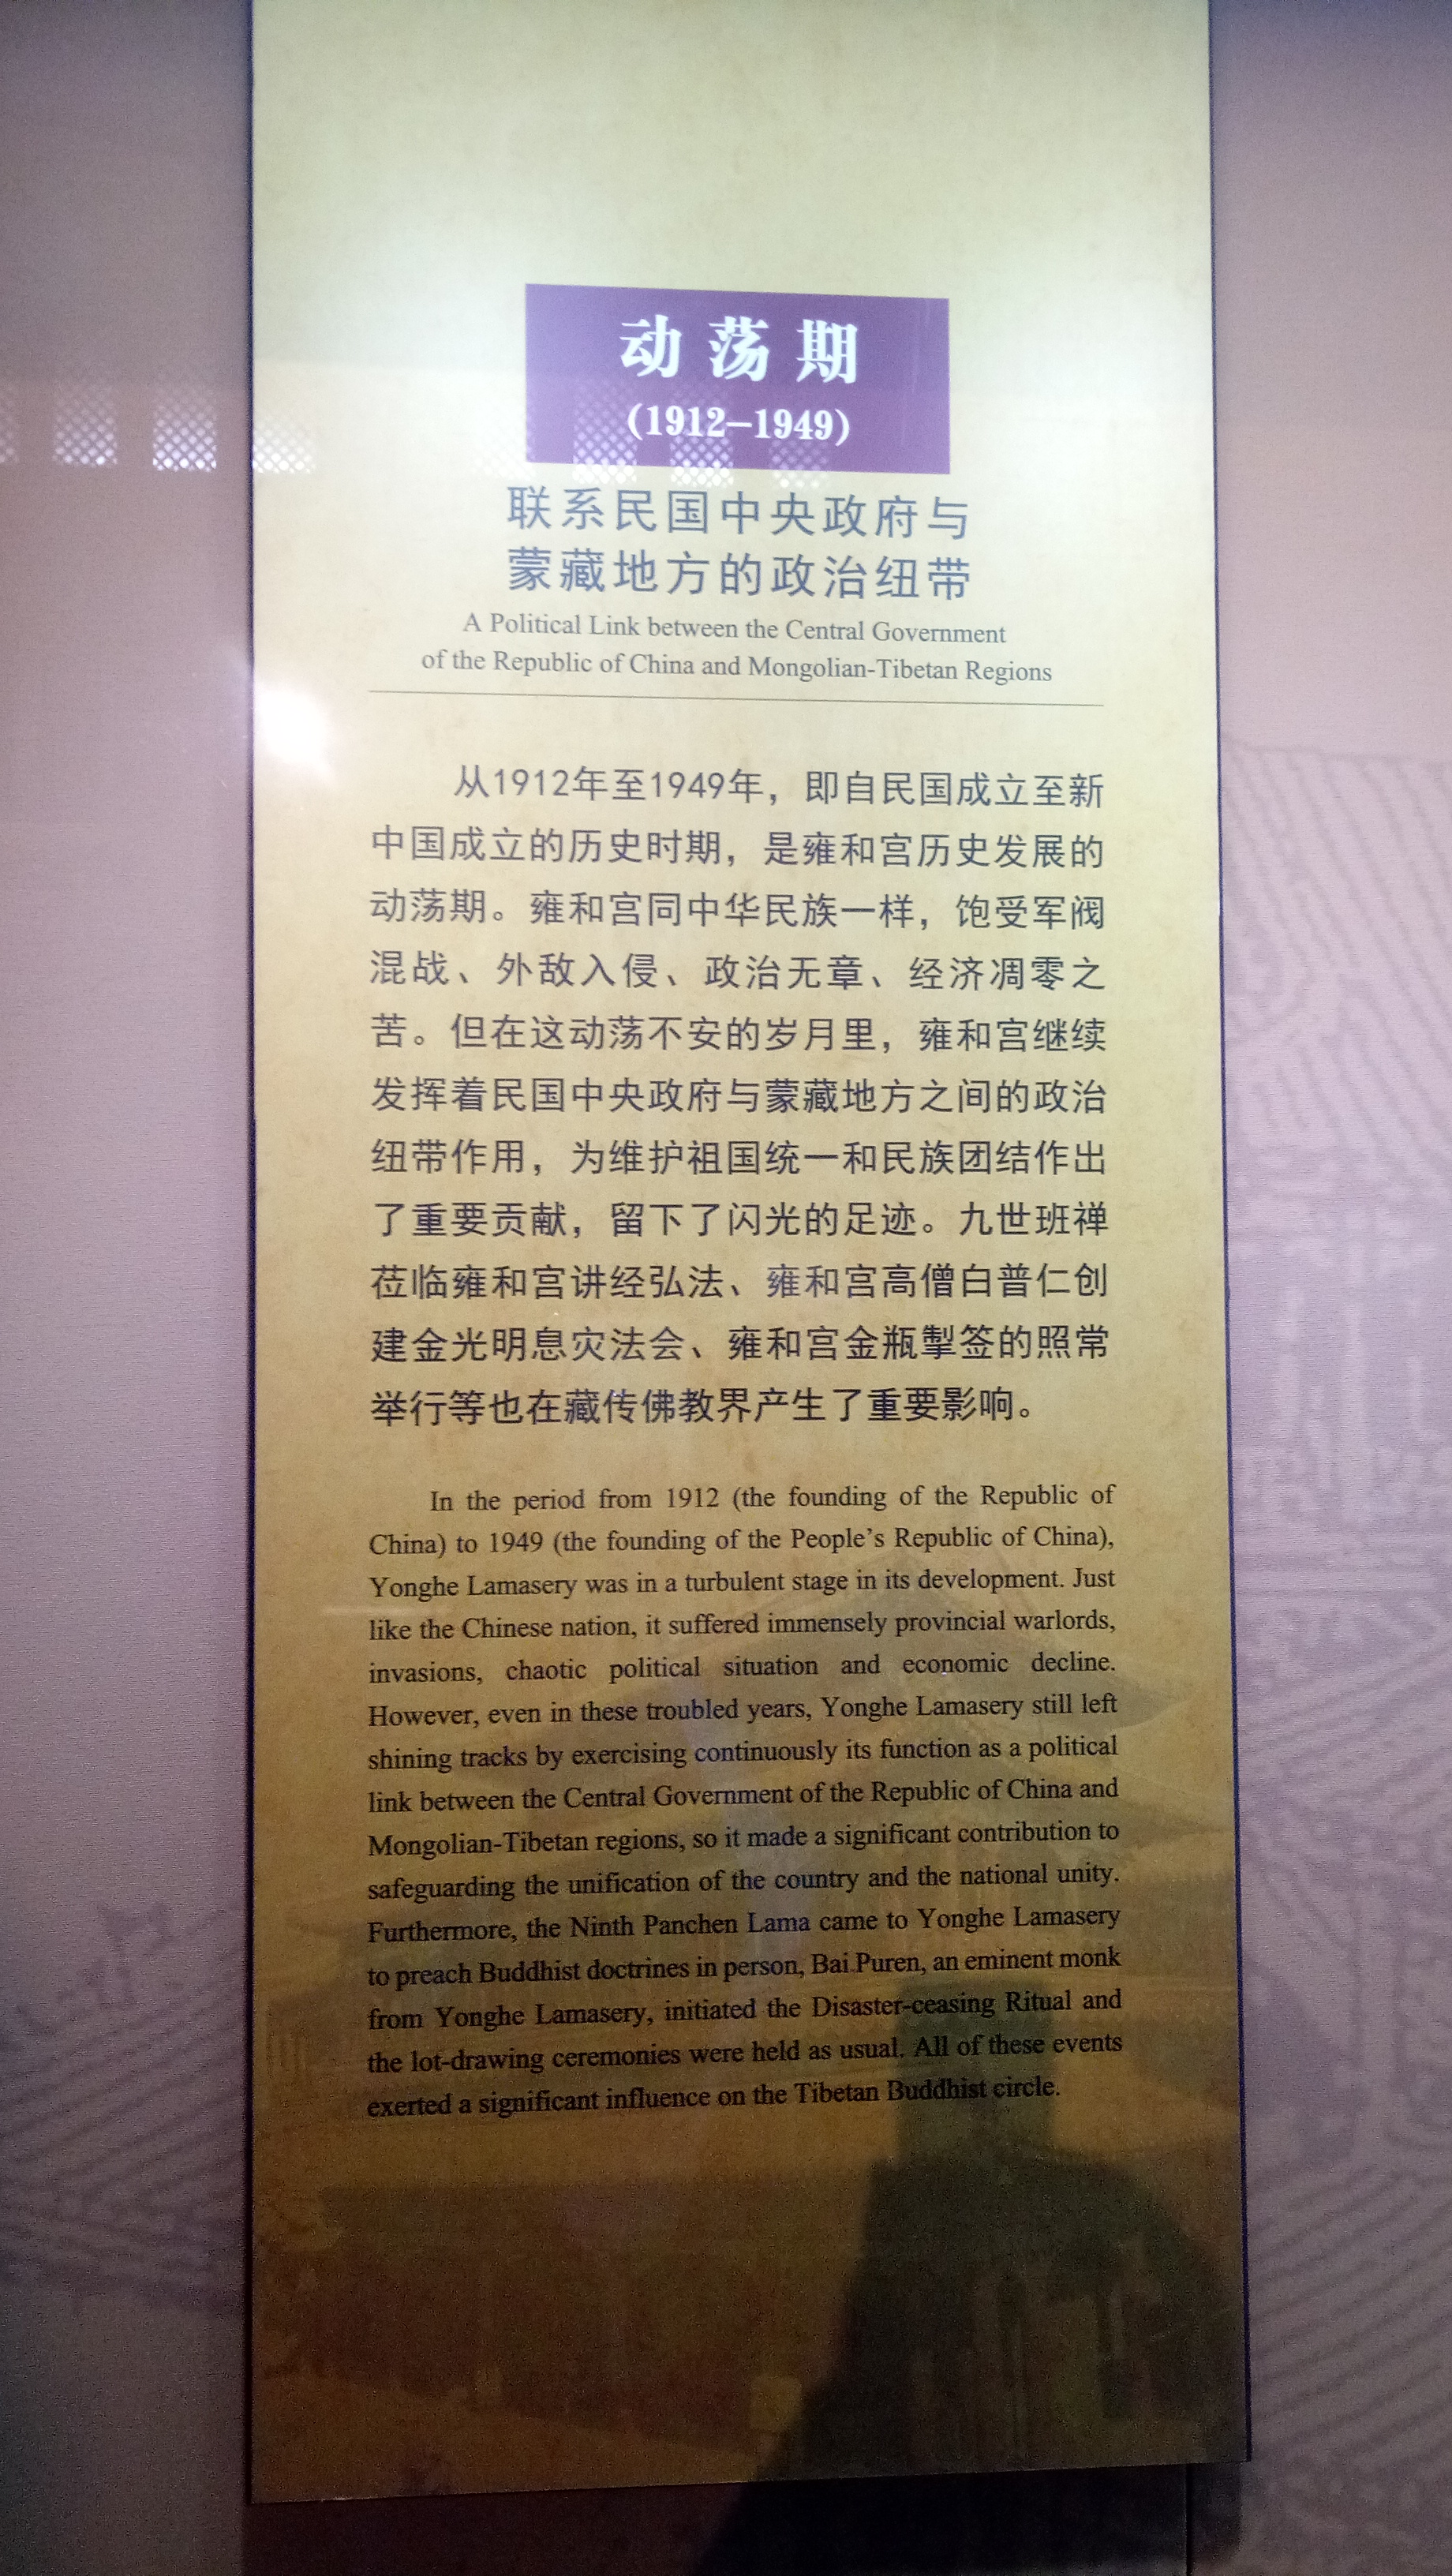 动荡期
(1912-1949)
联系民国中央政府与
蒙藏地方的政治纽带
A Political Link between the Central Government
of the Republic of China and Mongolian-Tibetan Regions
从1912年至1949年，即自民国成立至新
中国成立的历史时期，是雍和宫历史发展的
动荡期。雍和宫同中华民族一样，饱受军阀
混战、外敌入侵、政治无章、经济凋零之
苦。但在这动荡不安的岁月里，雍和宫继续
发挥着民国中央政府与蒙藏地方之间的政治
纽带作用，为维护祖国统一和民族团结作出
了重要贡献，留下了闪光的足迹。九世班禅
莅临雍和宫讲经弘法、雍和宫高僧白普仁创
建金光明息灾法会、雍和宫金瓶掣签的照常
举行等也在藏传佛教界产生了重要影响。
In the period from 1912 (the founding of the Republic of
China) to 1949 (the founding of the People's Republic of China),
Yonghe Lamasery was in a turbulent stage in its development. Just
like the Chinese nation, it suffered immensely provincial warlords,
invasions, chaotic political situation and economic decline.
However, even in these troubled years, Yonghe Lamasery still left
shining tracks by exercising continuously its function as a political
link between the Central Government of the Republic of China and
Mongolian-Tibetan regions, so it made a significant contribution to
safeguarding the unification of the country and the national unity.
Furthermore, the Ninth Panchen Lama came to Yonghe Lamasery
to preach Buddhist doctrines in person, Bai Puren, an eminent monk
from Yonghe Lamasery, initiated the Disaster-ceasing Ritual and
the lot-drawing ceremonies were held as usual. All of these events
exerted a significant influence on the Tibetan Buddhist circle.